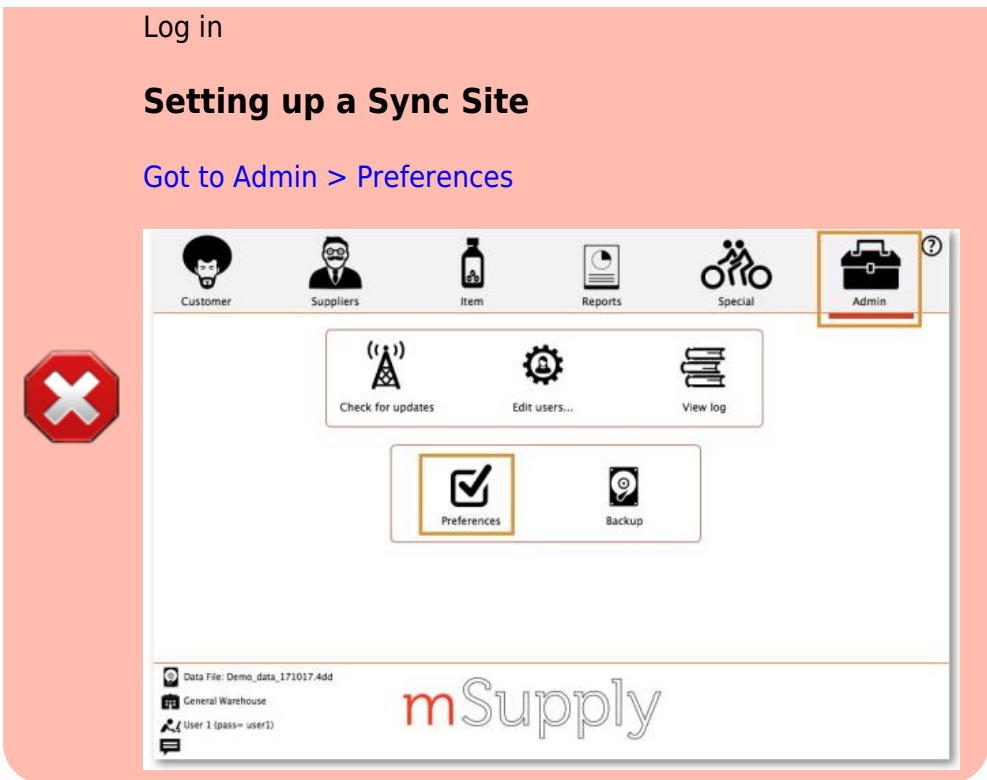 Log in
Setting up a Sync Site
Got to Admin > Preferences
Customer Suppliers Item Reports Special Admin ?
Check for updates Edit users... View log
Preferences Backup
Data File: Demo_data_171017.4dd
General Warehouse
User 1 (pass= user1)
mSupply